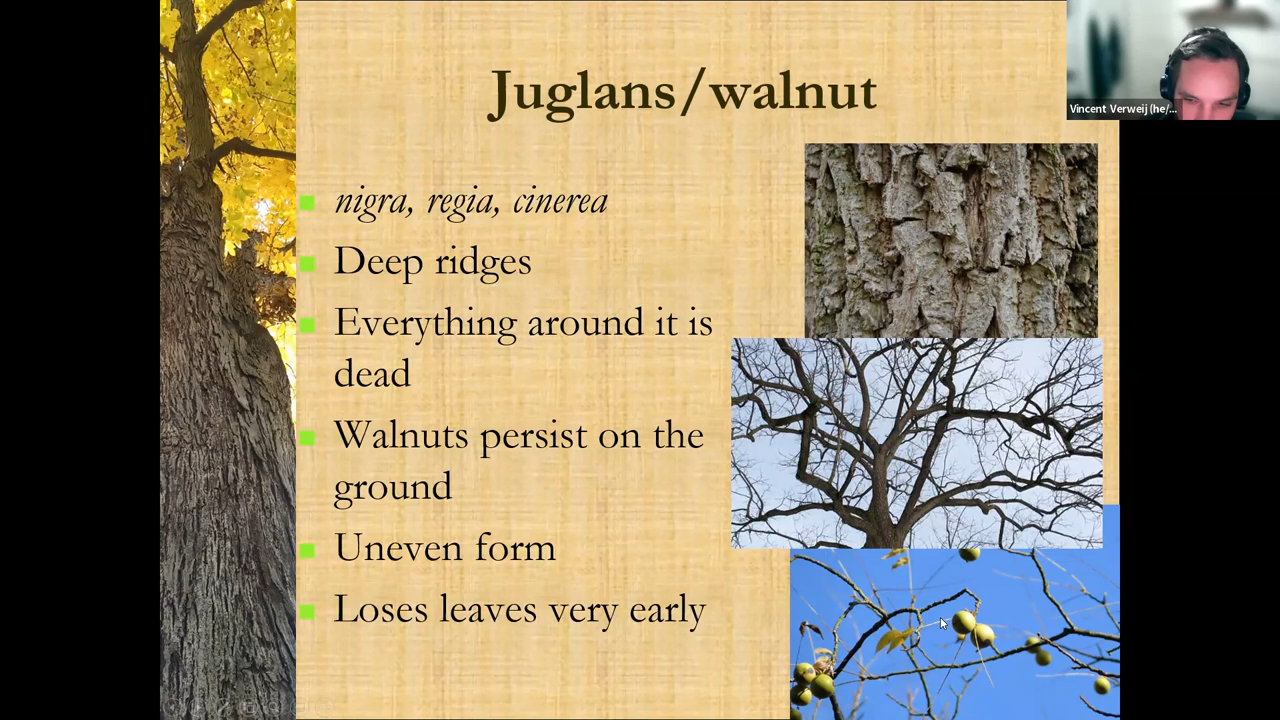 Juglans/walnut
Vincent Verweij (he/...
nigra, regia, cinerea
Deep ridges
Everything around it is
dead
Walnuts persist on the
ground
Uneven form
Loses leaves very early